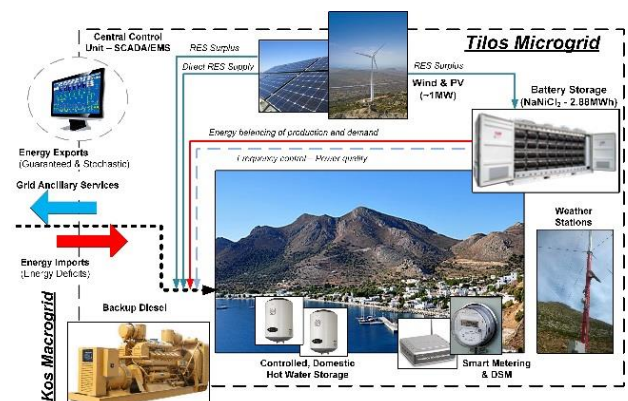 Central Control
Unit – SCADA/EMS
RES Surplus
Direct RES Supply
Tilos Microgrid
RES Surplus
Wind & PV
(~1MW)
Battery Storage
(NaNiCl₂ - 2.88MWh)
Energy balencing of production and demand
Frequency control – Power quality
Energy Exports
(Guaranteed & Stochastic)
Grid Ancillary Services
Energy Imports
(Energy Deficits)
Weather
Stations
Kos Macrogrid
Backup Diesel
Controlled, Domestic
Hot Water Storage
Smart Metering
& DSM